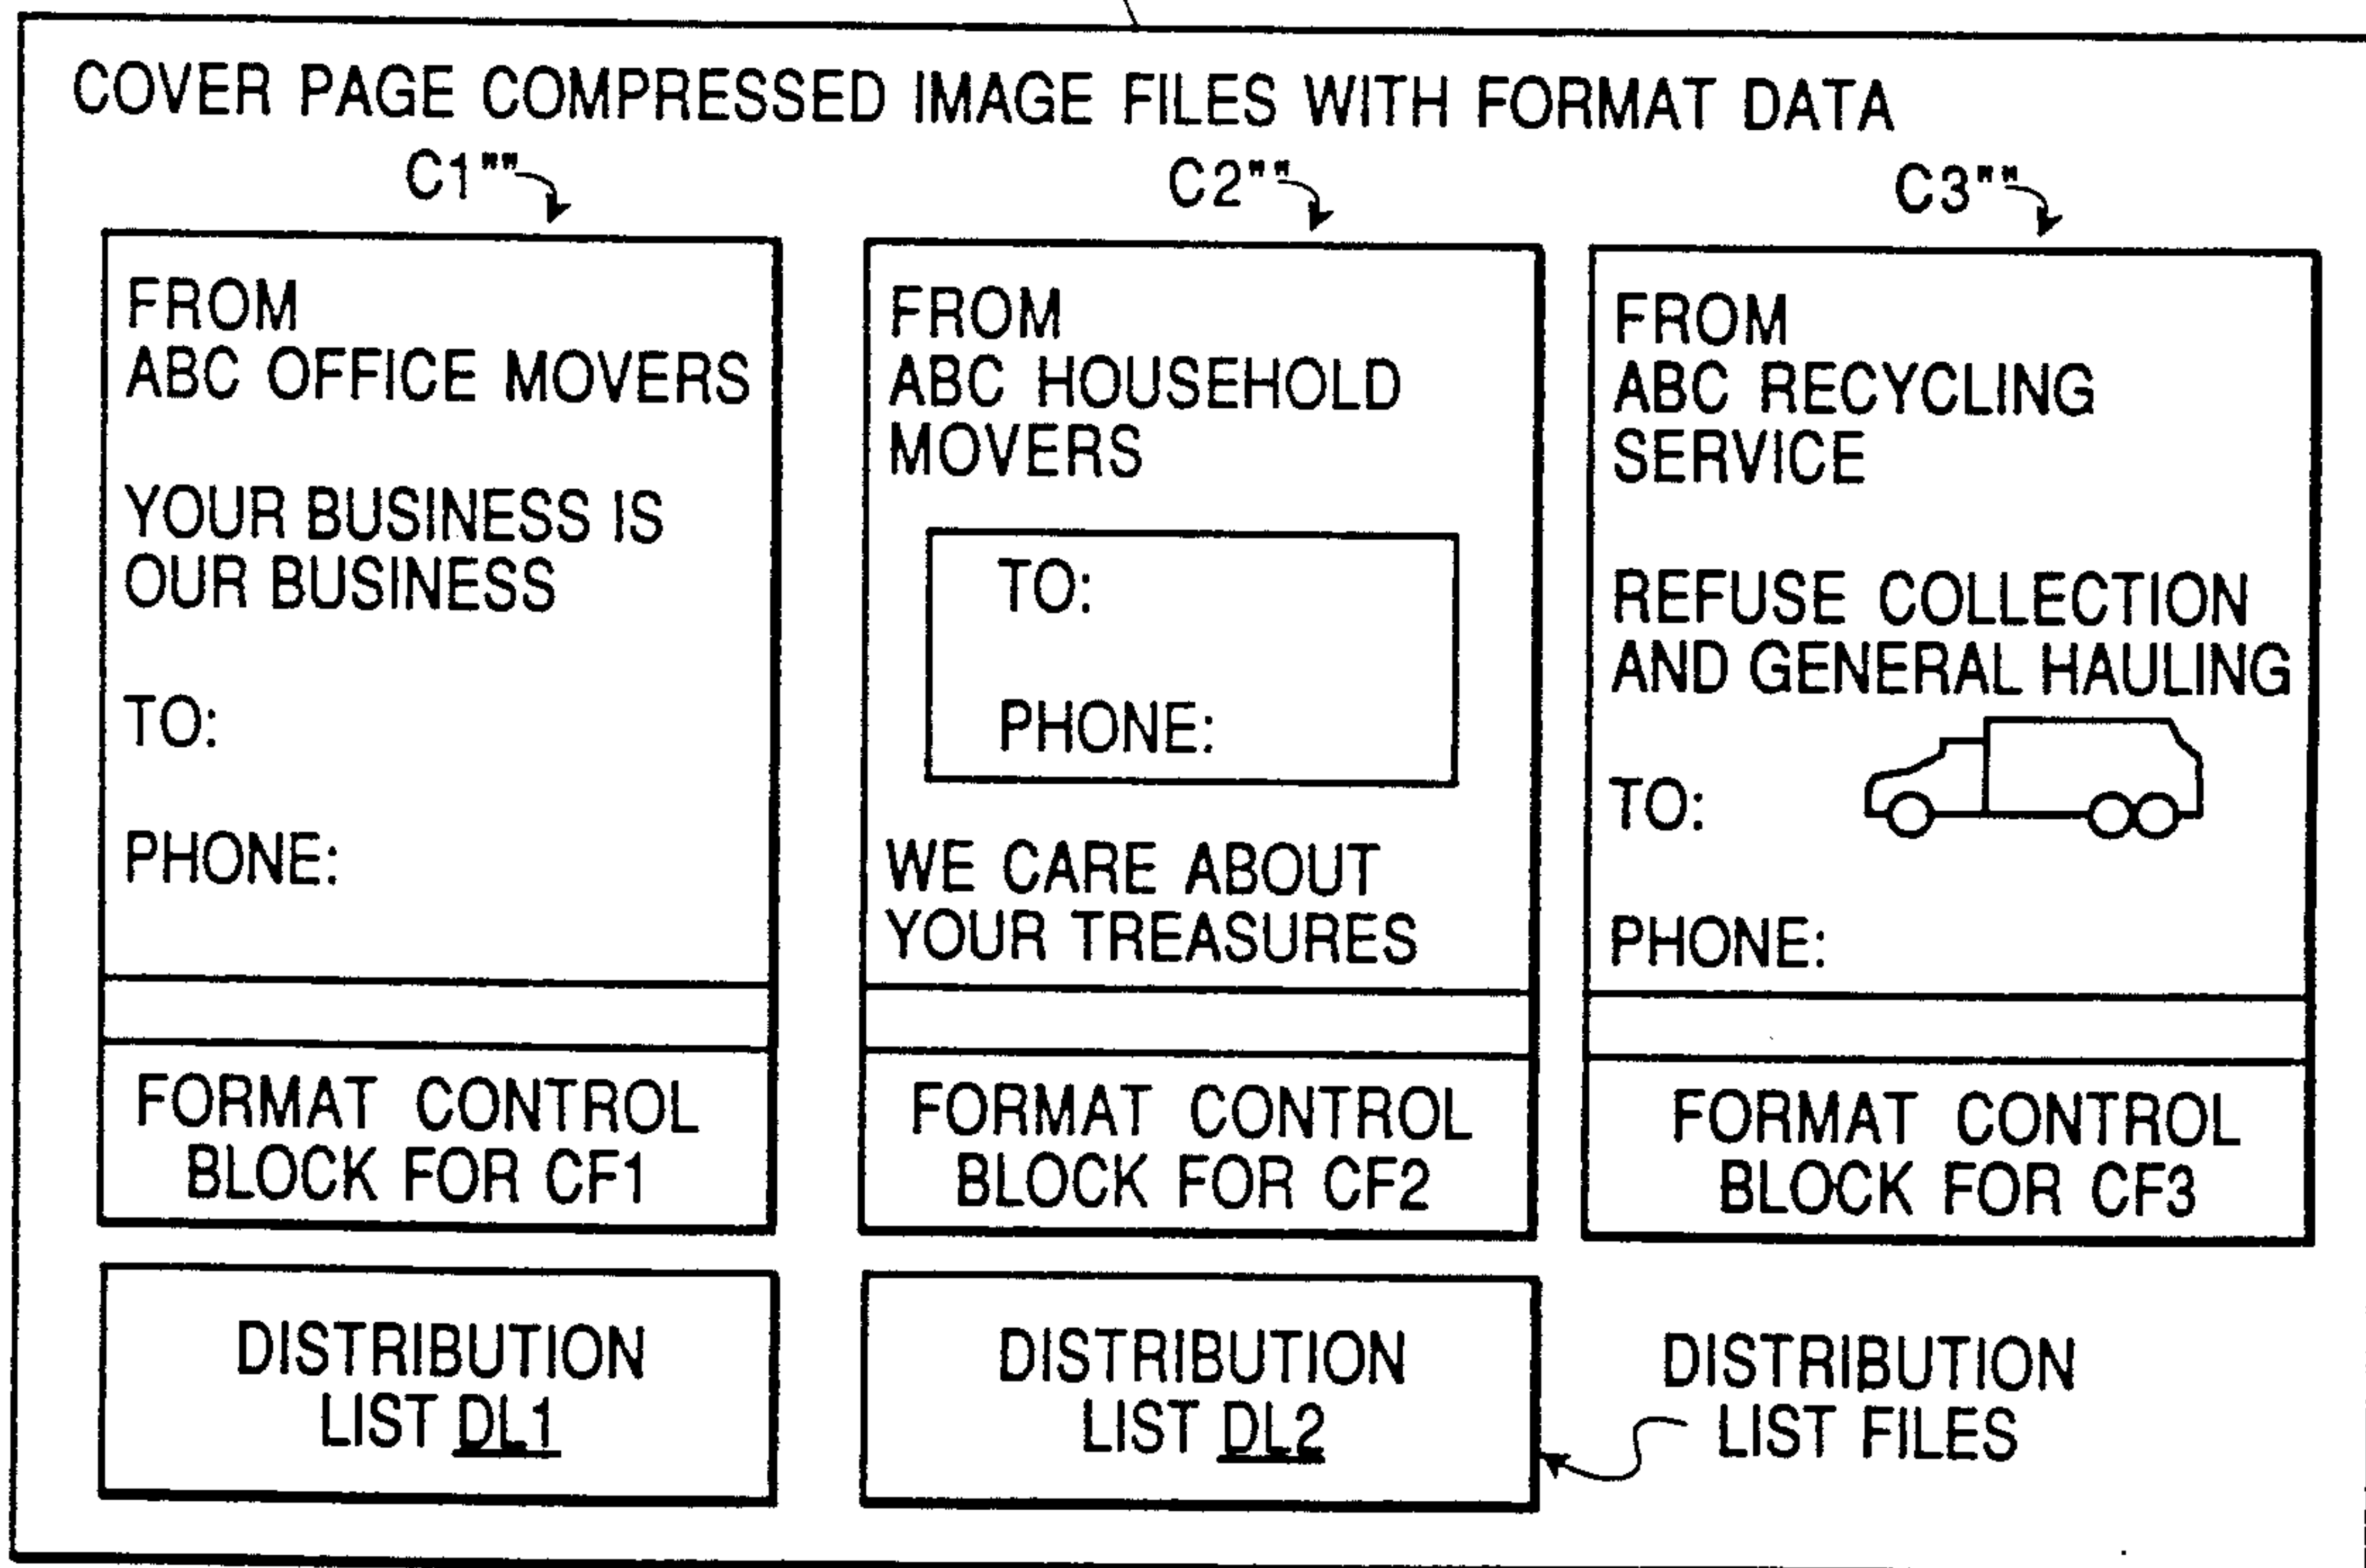 COVER PAGE COMPRESSED IMAGE FILES WITH FORMAT DATA
C1""
FROM
ABC OFFICE MOVERS
YOUR BUSINESS IS
OUR BUSINESS
TO:
PHONE:
FORMAT CONTROL
BLOCK FOR CF1
C2""
FROM
ABC HOUSEHOLD
MOVERS
TO:
PHONE:
WE CARE ABOUT
YOUR TREASURES
FORMAT CONTROL
BLOCK FOR CF2
C3""
FROM
ABC RECYCLING
SERVICE
REFUSE COLLECTION
AND GENERAL HAULING
TO:
PHONE:
FORMAT CONTROL
BLOCK FOR CF3
DISTRIBUTION
LIST DL1
DISTRIBUTION
LIST DL2
DISTRIBUTION
LIST FILES